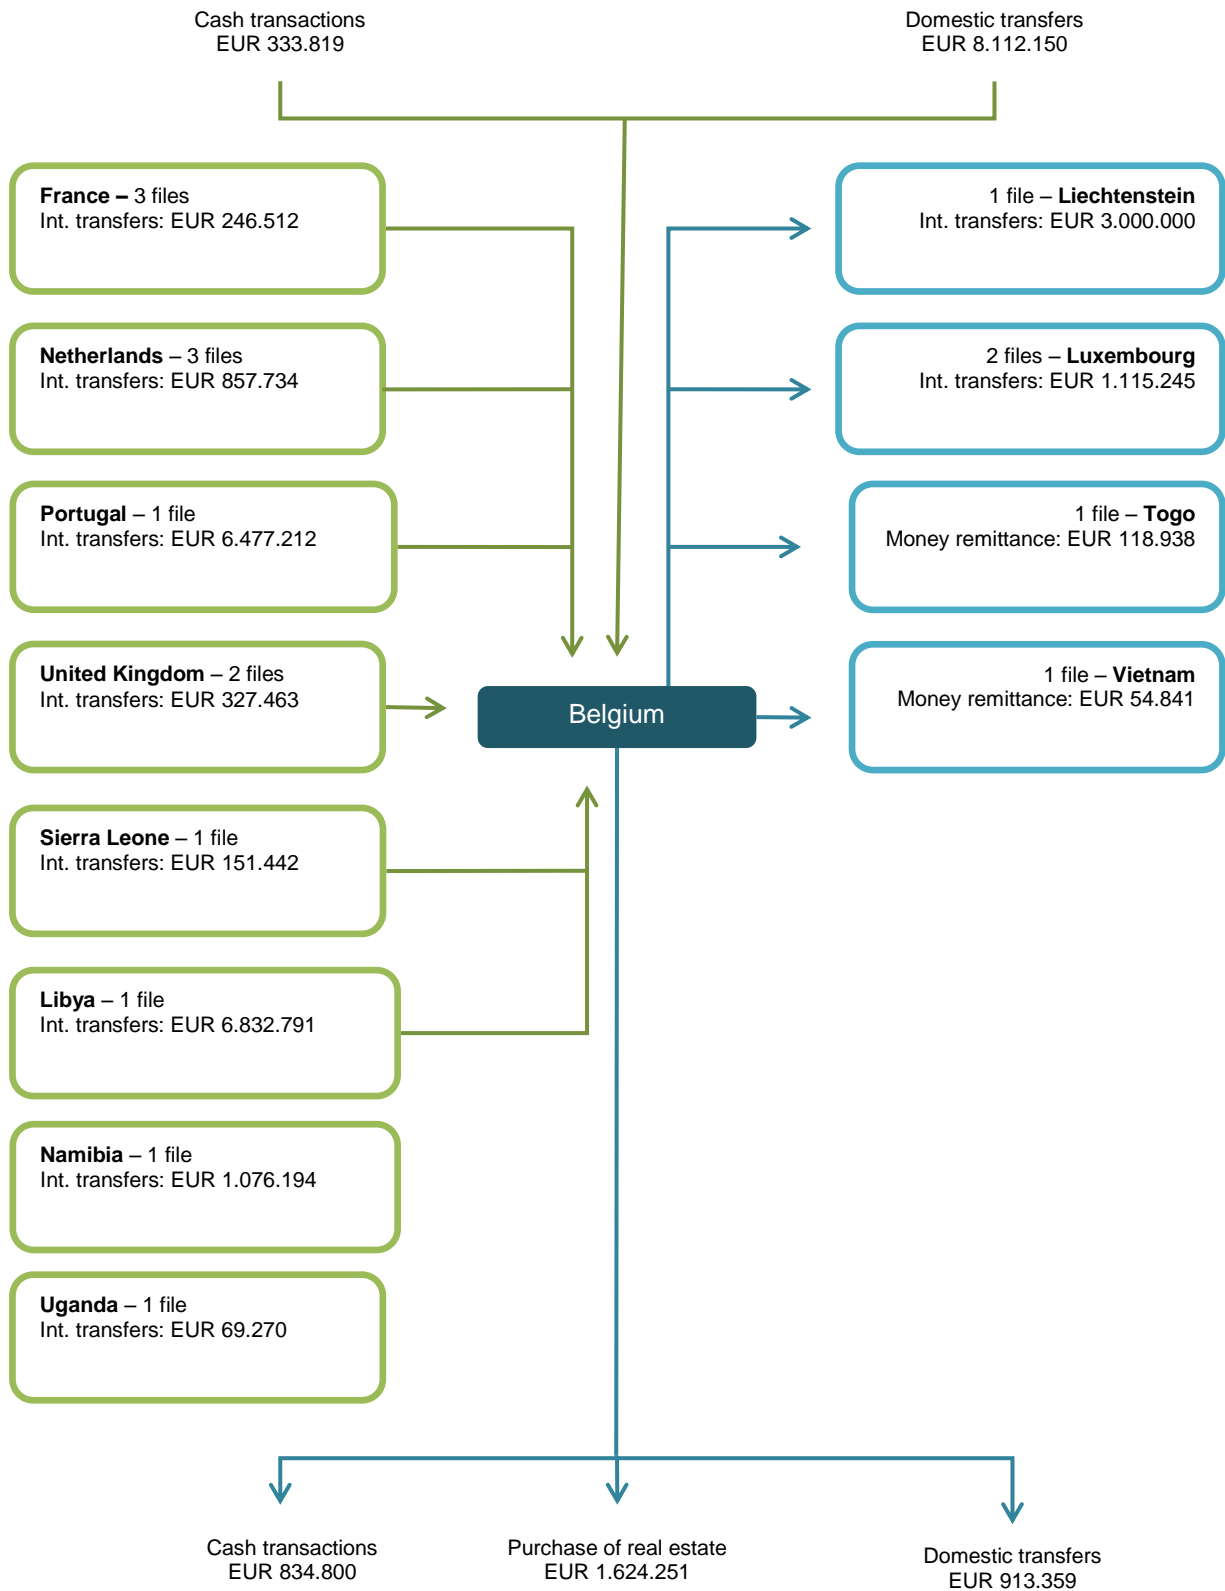 Cash transactions
EUR 333.819
Domestic transfers
EUR 8.112.150
France – 3 files
Int. transfers: EUR 246.512
1 file – Liechtenstein
Int. transfers: EUR 3.000.000
Netherlands – 3 files
Int. transfers: EUR 857.734
2 files – Luxembourg
Int. transfers: EUR 1.115.245
Portugal – 1 file
Int. transfers: EUR 6.477.212
1 file – Togo
Money remittance: EUR 118.938
United Kingdom – 2 files
Int. transfers: EUR 327.463
1 file – Vietnam
Money remittance: EUR 54.841
Belgium
Sierra Leone – 1 file
Int. transfers: EUR 151.442
Libya – 1 file
Int. transfers: EUR 6.832.791
Namibia – 1 file
Int. transfers: EUR 1.076.194
Uganda – 1 file
Int. transfers: EUR 69.270
Cash transactions
EUR 834.800
Purchase of real estate
EUR 1.624.251
Domestic transfers
EUR 913.359